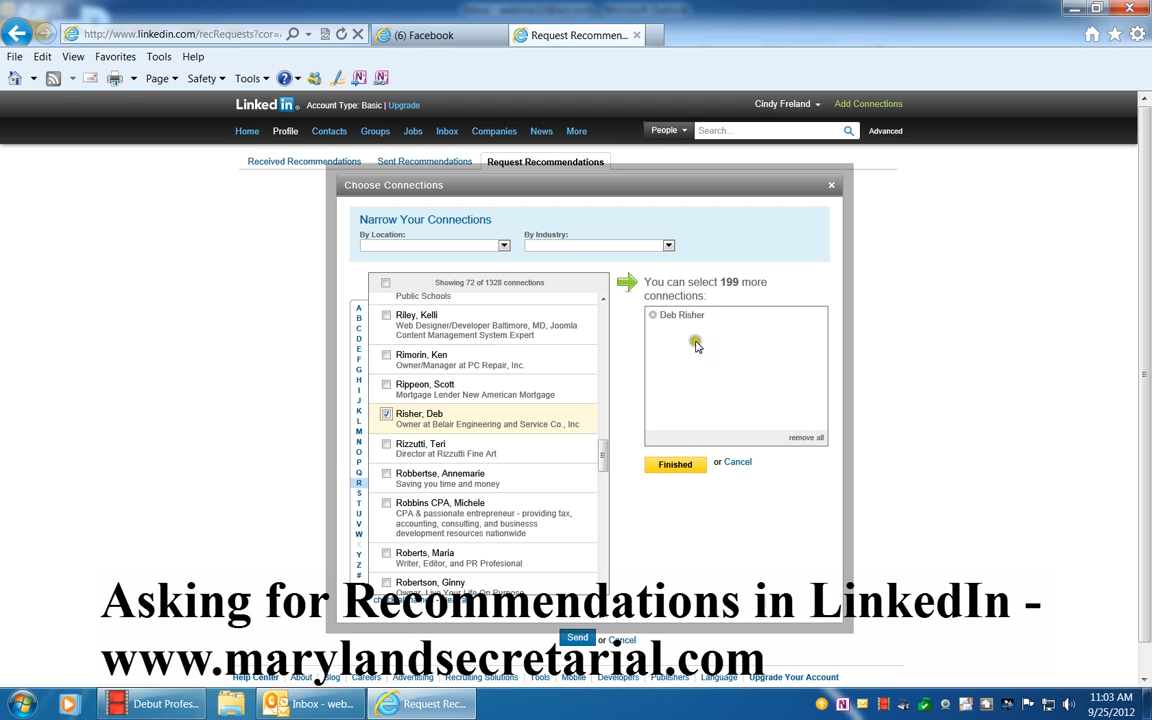 http://www.linkedin.com/recRequests?cor=
(6) Facebook
Request Recommen...
File Edit View Favorites Tools Help
Page Safety Tools
Linked in Account Type: Basic | Upgrade
Cindy Freland Add Connections
Home Profile Contacts Groups Jobs Inbox Companies News More
People Search... Advanced
Received Recommendations Sent Recommendations Request Recommendations
Choose Connections
Narrow Your Connections
By Location: By Industry:
Showing 72 of 1328 connections
Public Schools
Riley, Kelli
Web Designer/Developer Baltimore, MD, Joomla
Content Management System Expert
Rimorin, Ken
Owner/Manager at PC Repair, Inc.
Rippeon, Scott
Mortgage Lender New American Mortgage
Risher, Deb
Owner at Belair Engineering and Service Co., Inc
Rizzutti, Teri
Director at Rizzutti Fine Art
Robbertse, Annemarie
Saving you time and money
Robbins CPA, Michele
CPA & passionate entrepreneur - providing tax,
accounting, consulting, and businesss
development resources nationwide
Roberts, Maria
Writer, Editor, and PR Profesional
Robertson, Ginny
Owner, Live Your Life On Purpose
A
B
C
D
E
F
G
H
I
J
K
L
M
N
O
P
Q
R
S
T
U
V
W
X
Y
Z
#
You can select 199 more
connections:
Deb Risher
remove all
Finished or Cancel
Asking for Recommendations in LinkedIn -
Send or Cancel
www.marylandsecretarial.com
Help Center About Blog Careers Advertising Recruiting Solutions Tools Mobile Developers Publishers Language Upgrade Your Account
Debut Profes...
Inbox - web...
Request Rec...
11:03 AM
9/25/2012